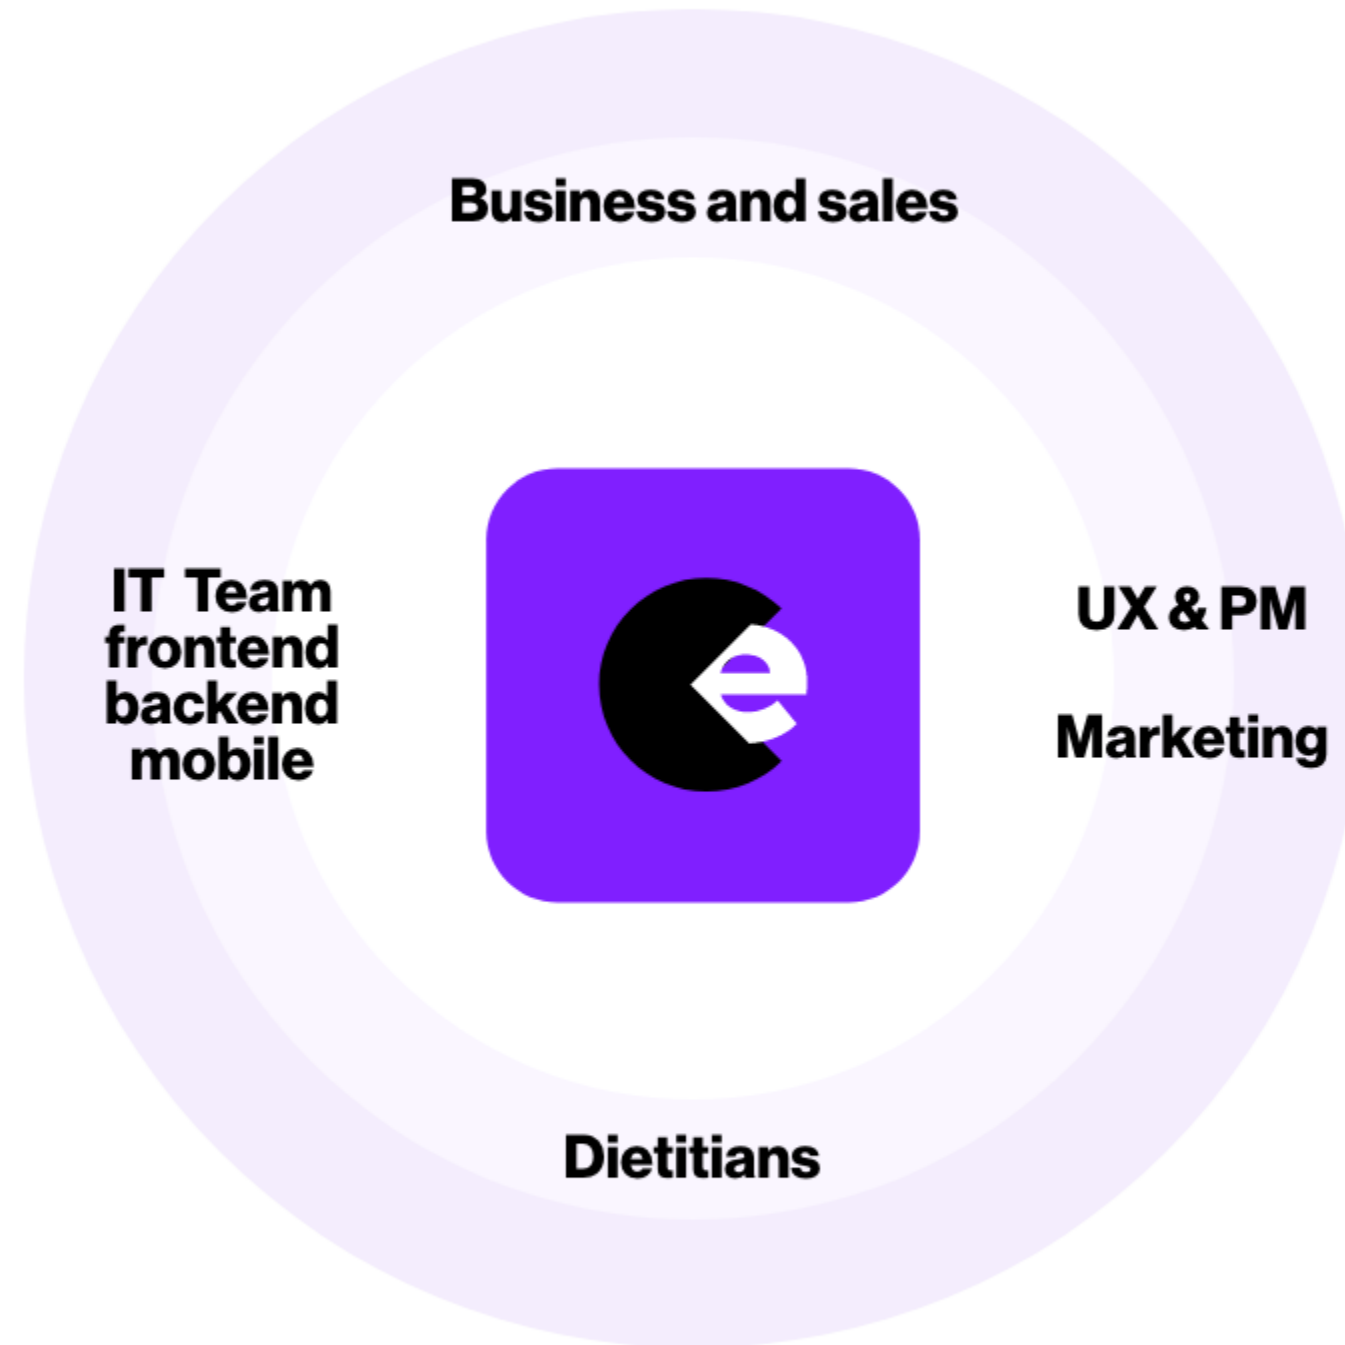 Business and sales
IT Team
frontend
backend
mobile
e
UX & PM
Marketing
Dietitians